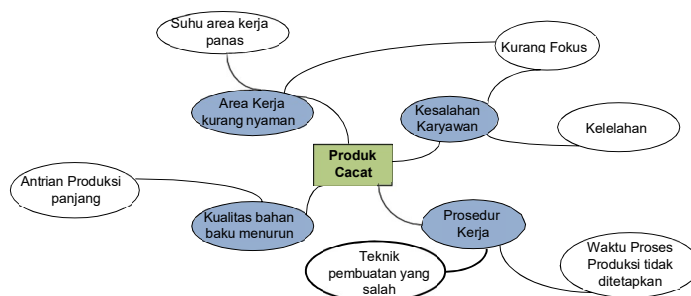 Suhu area kerja
panas
Kurang Fokus
Area Kerja
kurang nyaman
Kesalahan
Karyawan
Kelelahan
Produk
Cacat
Antrian Produksi
panjang
Kualitas bahan
baku menurun
Prosedur
Kerja
Teknik
pembuatan yang
salah
Waktu Proses
Produksi tidak
ditetapkan